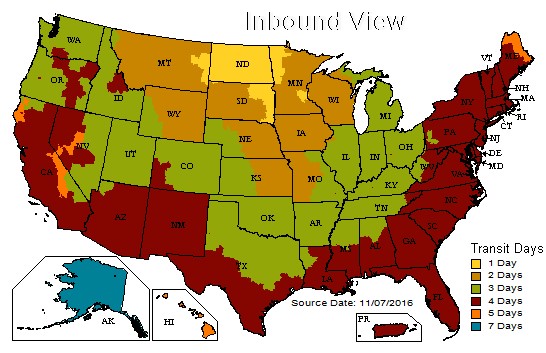 Inbound View
WA
MT
ND
MN
VT
ME
OR
ID
WY
SD
WI
MI
NY
NH
MA
RI
CT
NV
UT
CO
NE
IA
IL
IN
OH
PA
NJ
DE
MD
CA
KS
MO
KY
WV
VA
AZ
NM
OK
AR
TN
NC
SC
TX
LA
MS
AL
GA
FL
AK
HI
PR
Source Date: 11/07/2016
Transit Days
1 Day
2 Days
3 Days
4 Days
5 Days
7 Days